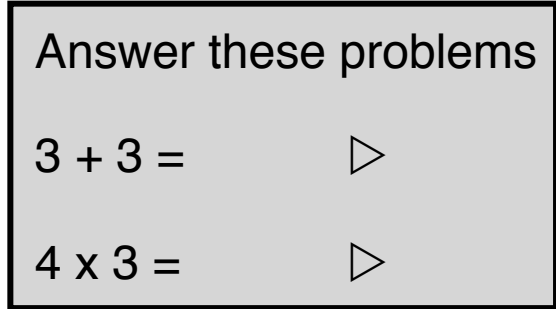 Answer these problems
3 + 3 = ▷
4 x 3 = ▷